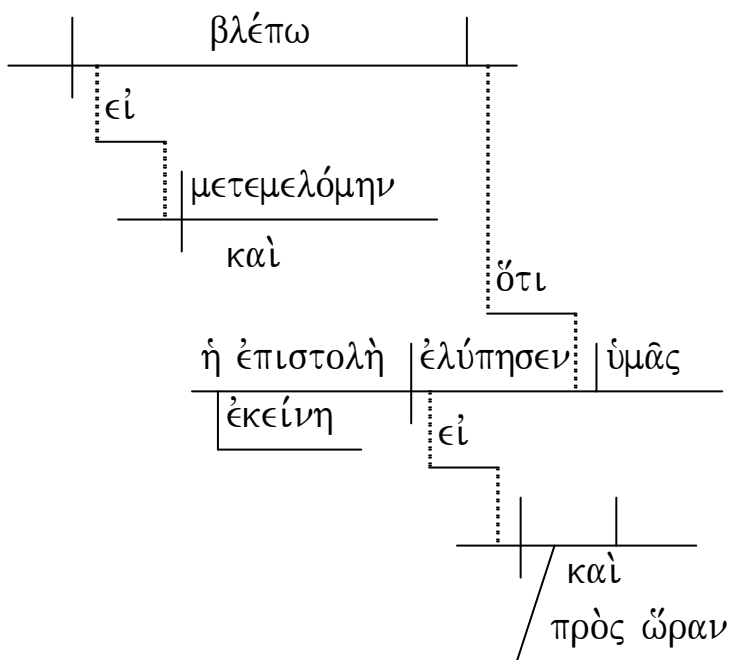 βλέπω
εἰ
μετεμελόμην
καὶ
ὅτι
ἡ ἐπιστολὴ ἐλύπησεν ὑμᾶς
ἐκείνη
εἰ
καὶ
πρὸς ὥραν